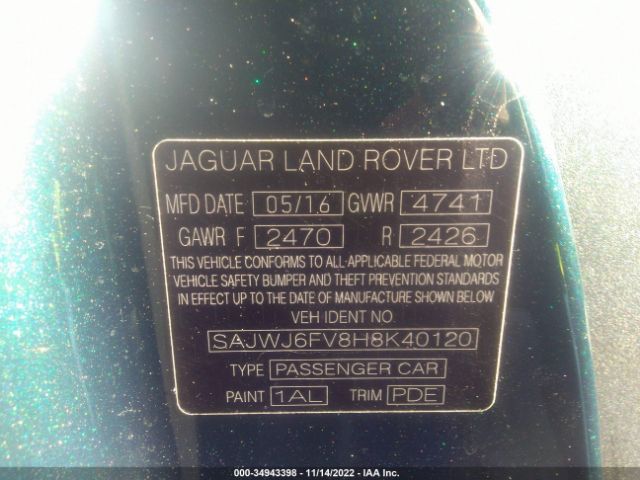 JAGUAR LAND ROVER LTD
MFD DATE 05/16 GVWR 4741
GAWR F 2470 R 2426
THIS VEHICLE CONFORMS TO ALL APPLICABLE FEDERAL MOTOR
VEHICLE SAFETY BUMPER AND THEFT PREVENTION STANDARDS
IN EFFECT UP TO THE DATE OF MANUFACTURE SHOWN BELOW
VEH IDENT NO.
SAJWJ6FV8H8K40120
TYPE PASSENGER CAR
PAINT 1AL TRIM PDE
000-34943398 - 11/14/2022 - IAA Inc.